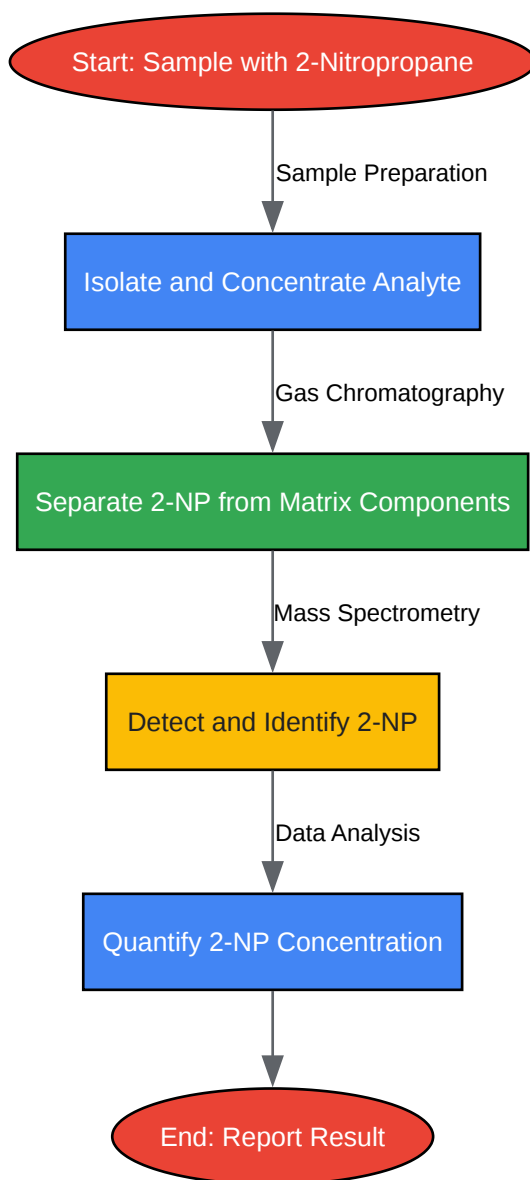 Start: Sample with 2-Nitropropane
Sample Preparation
Isolate and Concentrate Analyte
Gas Chromatography
Separate 2-NP from Matrix Components
Mass Spectrometry
Detect and Identify 2-NP
Data Analysis
Quantify 2-NP Concentration
End: Report Result